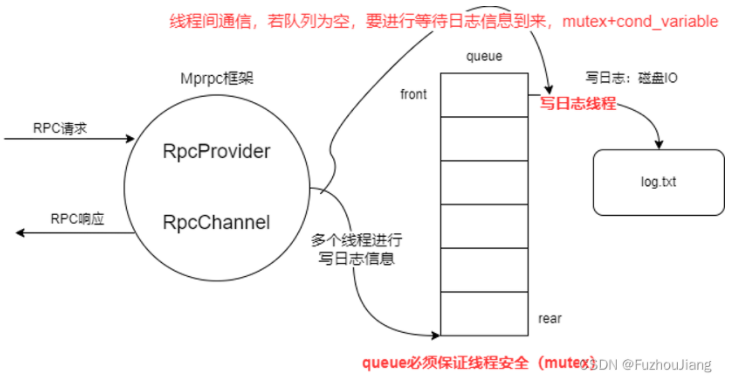 线程间通信，若队列为空，要进行等待日志信息到来，mutex+cond_variable
queue
Mprpc框架
写日志：磁盘IO
front
写日志线程
RPC请求
RpcProvider
log.txt
RPC响应
RpcChannel
多个线程进行
写日志信息
rear
queue必须保证线程安全（mutex）
CSDN @FuzhouJiang